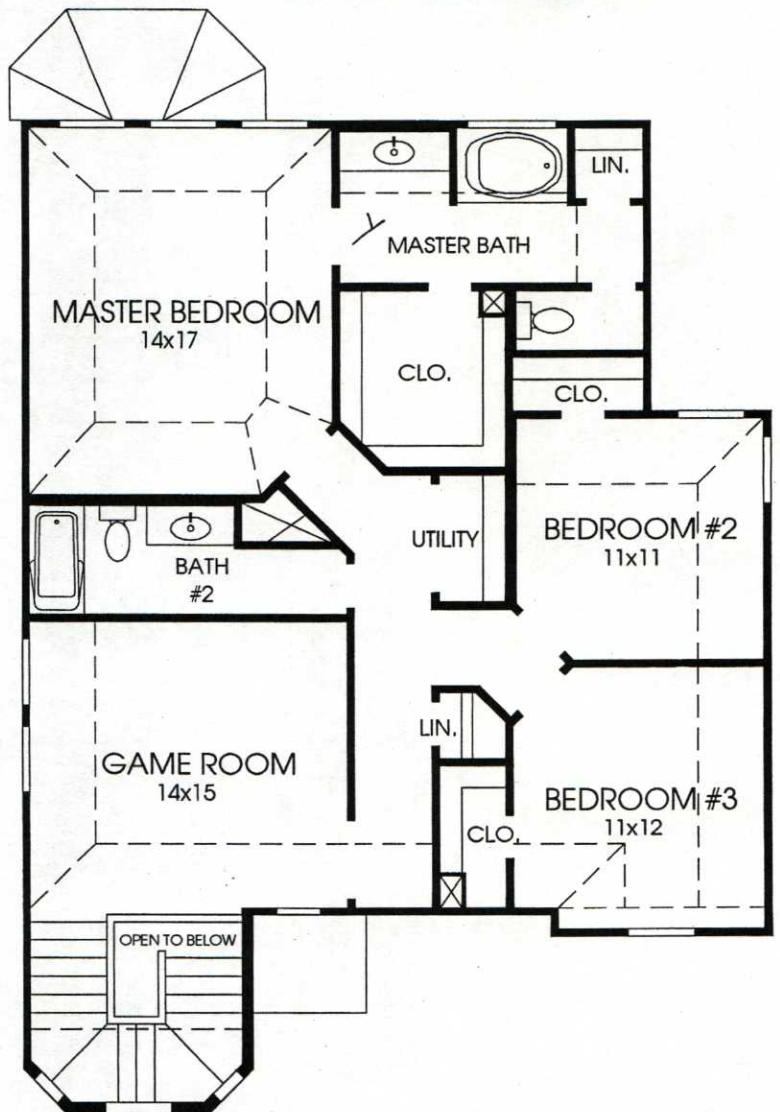 LIN.
MASTER BATH
MASTER BEDROOM
14x17
CLO.
CLO.
UTILITY
BEDROOM #2
11x11
BATH
#2
LIN.
GAME ROOM
14x15
BEDROOM #3
11x12
CLO.
OPEN TO BELOW